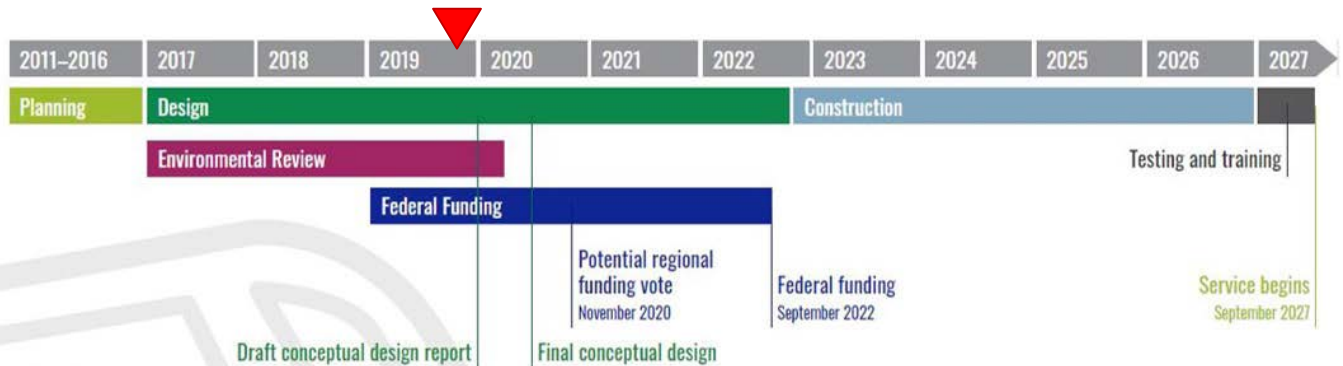 2011–2016 2017 2018 2019 2020 2021 2022 2023 2024 2025 2026 2027
Planning Design Construction
Environmental Review
Testing and training
Federal Funding
Potential regional
funding vote
November 2020
Federal funding
September 2022
Service begins
September 2027
Draft conceptual design report
Final conceptual design